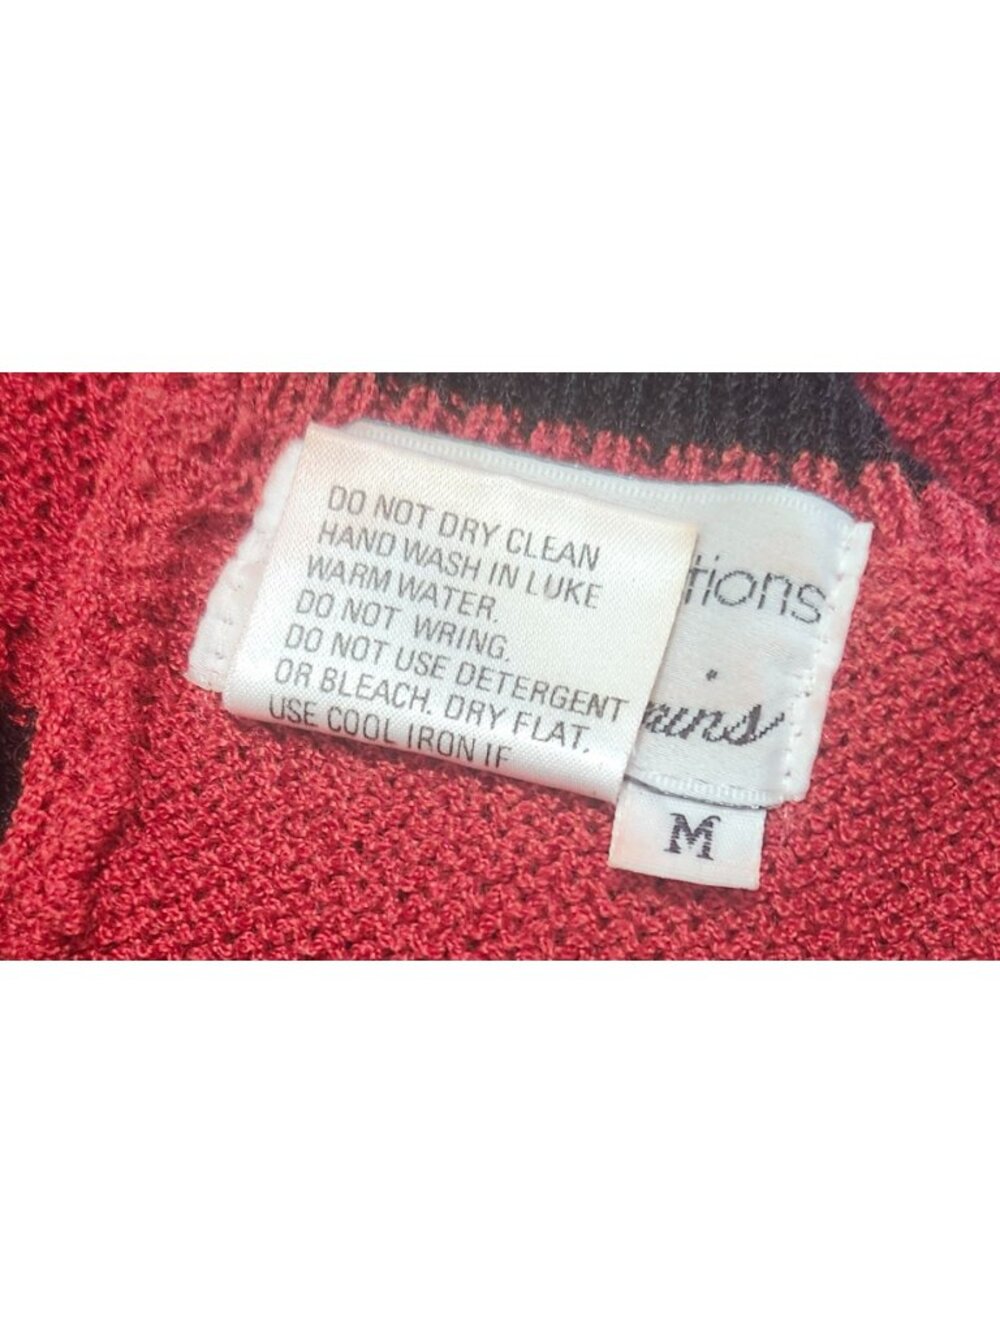 DO NOT DRY CLEAN
HAND WASH IN LUKE
WARM WATER.
DO NOT WRING.
DO NOT USE DETERGENT
OR BLEACH. DRY FLAT.
USE COOL IRON IF
tions
M